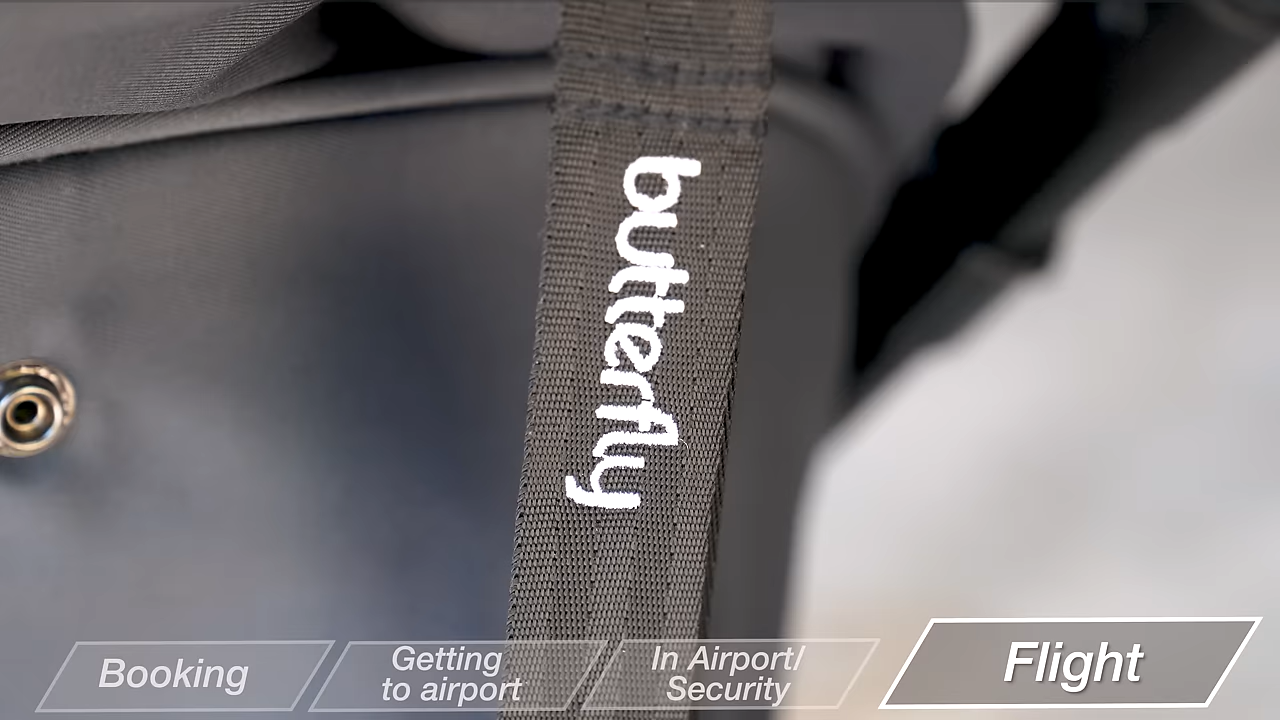 butterfly
Booking
Getting
to airport
In Airport/
Security
Flight